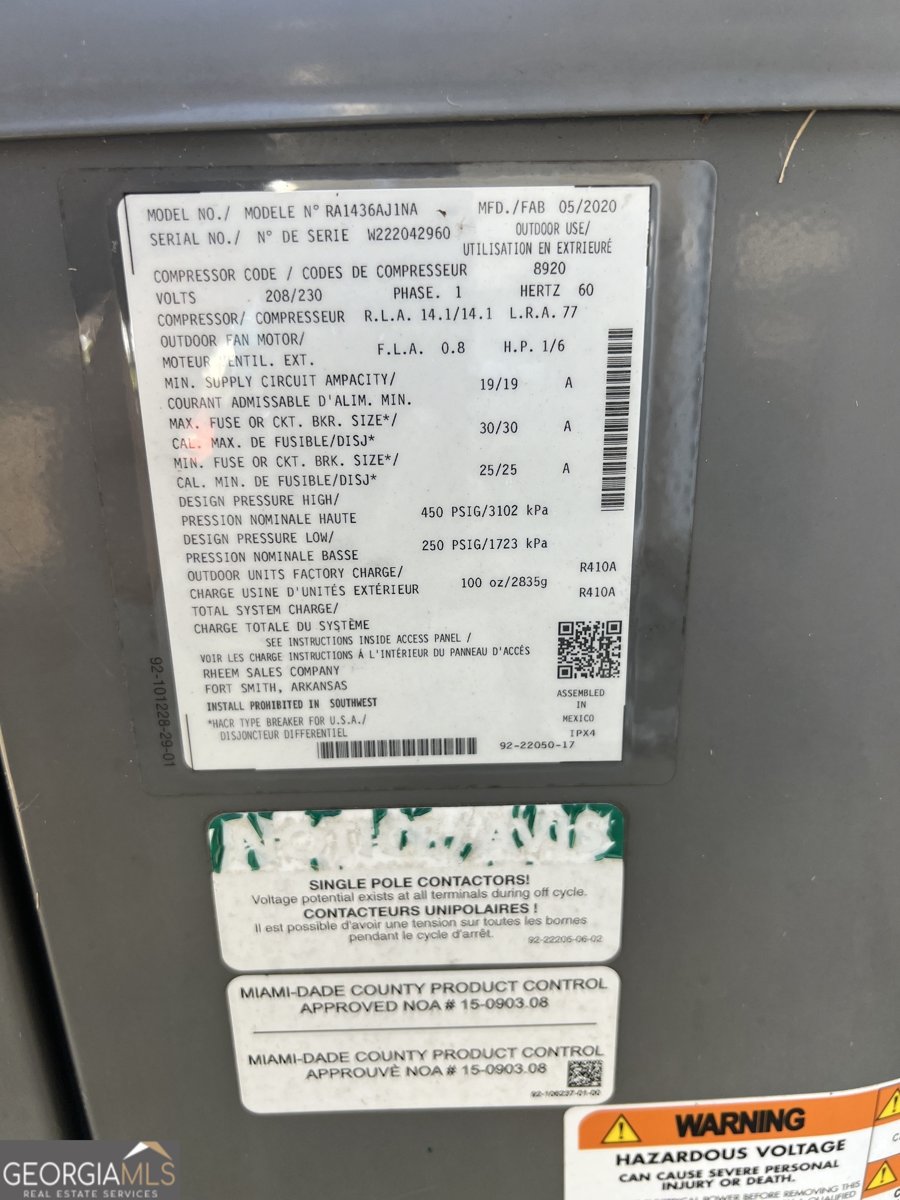 MODEL NO./ MODELE N° RA1436AJ1NA MFD./FAB 05/2020
SERIAL NO./ N° DE SERIE W222042960 OUTDOOR USE/
UTILISATION EN EXTRIEURÉ
COMPRESSOR CODE / CODES DE COMPRESSEUR 8920
VOLTS 208/230 PHASE. 1 HERTZ 60
COMPRESSOR/ COMPRESSEUR R.L.A. 14.1/14.1 L.R.A. 77
OUTDOOR FAN MOTOR/
MOTEUR VENTIL. EXT. F.L.A. 0.8 H.P. 1/6
MIN. SUPPLY CIRCUIT AMPACITY/ 19/19 A
COURANT ADMISSABLE D'ALIM. MIN.
MAX. FUSE OR CKT. BKR. SIZE*/ 30/30 A
CAL. MAX. DE FUSIBLE/DISJ*
MIN. FUSE OR CKT. BRK. SIZE*/ 25/25 A
CAL. MIN. DE FUSIBLE/DISJ*
DESIGN PRESSURE HIGH/
PRESSION NOMINALE HAUTE 450 PSIG/3102 kPa
DESIGN PRESSURE LOW/
PRESSION NOMINALE BASSE 250 PSIG/1723 kPa
OUTDOOR UNITS FACTORY CHARGE/ R410A
CHARGE USINE D'UNITÉS EXTÉRIEUR 100 oz/2835g R410A
TOTAL SYSTEM CHARGE/
CHARGE TOTALE DU SYSTÈME
SEE INSTRUCTIONS INSIDE ACCESS PANEL /
VOIR LES CHARGE INSTRUCTIONS À L'INTÉRIEUR DU PANNEAU D'ACCÉS
RHEEM SALES COMPANY
FORT SMITH, ARKANSAS
INSTALL PROHIBITED IN SOUTHWEST
*HACR TYPE BREAKER FOR U.S.A./
DISJONCTEUR DIFFERENTIEL
ASSEMBLED
IN
MEXICO
IPX4
92-22050-17
92-101228-29-01
SINGLE POLE CONTACTORS!
Voltage potential exists at all terminals during off cycle.
CONTACTEURS UNIPOLAIRES !
Il est possible d'avoir une tension sur toutes les bornes
pendant le cycle d'arrêt.
92-22205-06-02
MIAMI-DADE COUNTY PRODUCT CONTROL
APPROVED NOA # 15-0903.08
MIAMI-DADE COUNTY PRODUCT CONTROL
APPROUVÈ NOA # 15-0903.08
WARNING
HAZARDOUS VOLTAGE
CAN CAUSE SEVERE PERSONAL
INJURY OR DEATH.
GEORGIAMLS
REAL ESTATE SERVICES